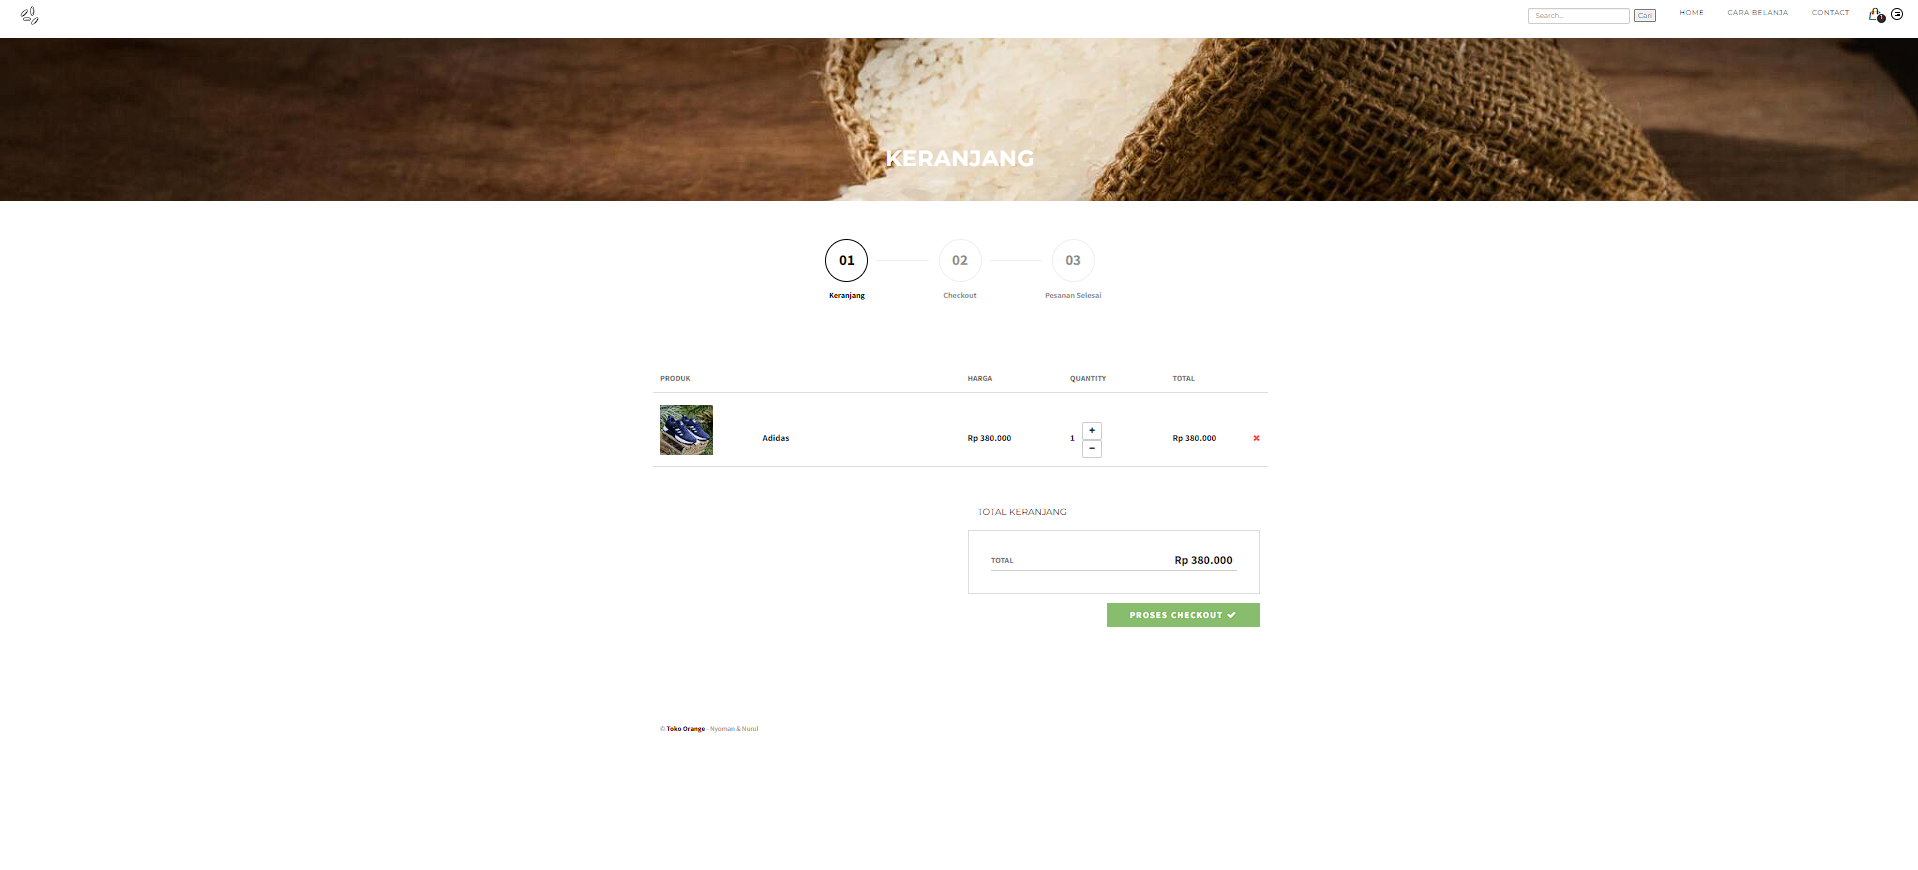 Search...
Cari
HOME
CARA BELANJA
CONTACT
1
KERANJANG
01
02
03
Keranjang
Checkout
Pesanan Selesai
PRODUK
HARGA
QUANTITY
TOTAL
Adidas
Rp 380.000
1
+
−
Rp 380.000
TOTAL KERANJANG
TOTAL
Rp 380.000
PROSES CHECKOUT
© Toko Orange - Nyoman & Nurul